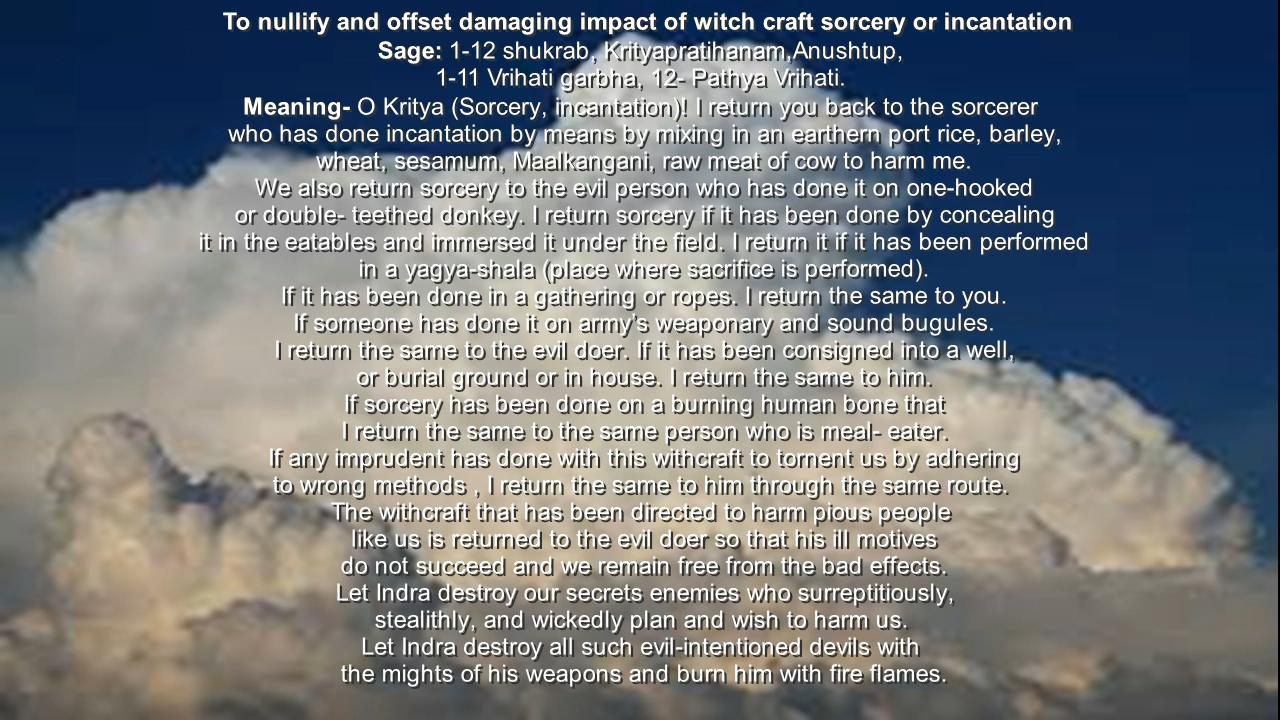 To nullify and offset damaging impact of witch craft sorcery or incantation
Sage: 1-12 shukrab, Krityapratihanam,Anushtup,
1-11 Vrihati garbha, 12- Pathya Vrihati.
Meaning- O Kritya (Sorcery, incantation)! I return you back to the sorcerer
who has done incantation by means by mixing in an earthern port rice, barley,
wheat, sesamum, Maalkangani, raw meat of cow to harm me.
We also return sorcery to the evil person who has done it on one-hooked
or double- teethed donkey. I return sorcery if it has been done by concealing
it in the eatables and immersed it under the field. I return it if it has been performed
in a yagya-shala (place where sacrifice is performed).
If it has been done in a gathering or ropes. I return the same to you.
If someone has done it on army's weaponary and sound bugules.
I return the same to the evil doer. If it has been consigned into a well,
or burial ground or in house. I return the same to him.
If sorcery has been done on a burning human bone that
I return the same to the same person who is meal- eater.
If any imprudent has done with this withcraft to torment us by adhering
to wrong methods , I return the same to him through the same route.
The withcraft that has been directed to harm pious people
like us is returned to the evil doer so that his ill motives
do not succeed and we remain free from the bad effects.
Let Indra destroy our secrets enemies who surreptitiously,
stealthily, and wickedly plan and wish to harm us.
Let Indra destroy all such evil-intentioned devils with
the mights of his weapons and burn him with fire flames.